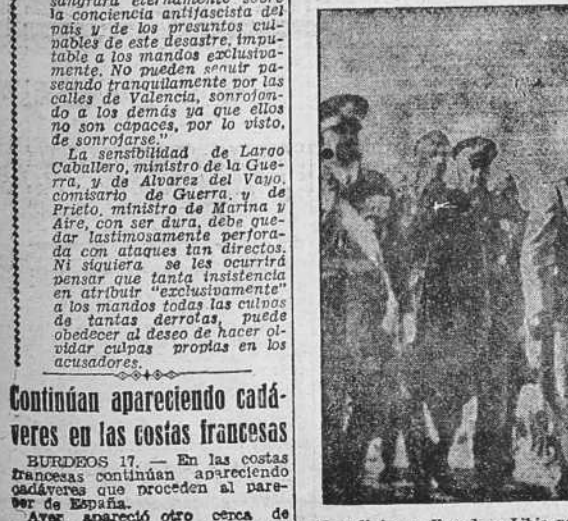 sangrará eternamente sobre
la conciencia antifascista del
país y de los presuntos cul-
pables de este desastre, impu-
table a los mandos exclusiva-
mente. No pueden seguir pa-
seando tranquilamente por las
calles de Valencia, sonrojan-
do a los demás ya que ellos
no son capaces, por lo visto,
de sonrojarse."
La sensibilidad de Largo
Caballero, ministro de la Gue-
rra, y de Alvarez del Vayo,
comisario de Guerra, y de
Prieto, ministro de Marina y
Aire, con ser dura, debe que-
dar lastimosamente perfora-
da con ataques tan directos.
Ni siquiera se les ocurrirá
pensar que tanta insistencia
en atribuir "exclusivamente"
a los mandos todas las culpas
de tantas derrotas, puede
obedecer al deseo de hacer ol-
vidar culpas propias en los
acusadores.
Continúan apareciendo cadá-
veres en las costas francesas
BURDEOS 17. — En las costas
francesas continúan apareciendo
cadáveres que proceden al pare-
cer de España.
Ayer apareció otro cerca de